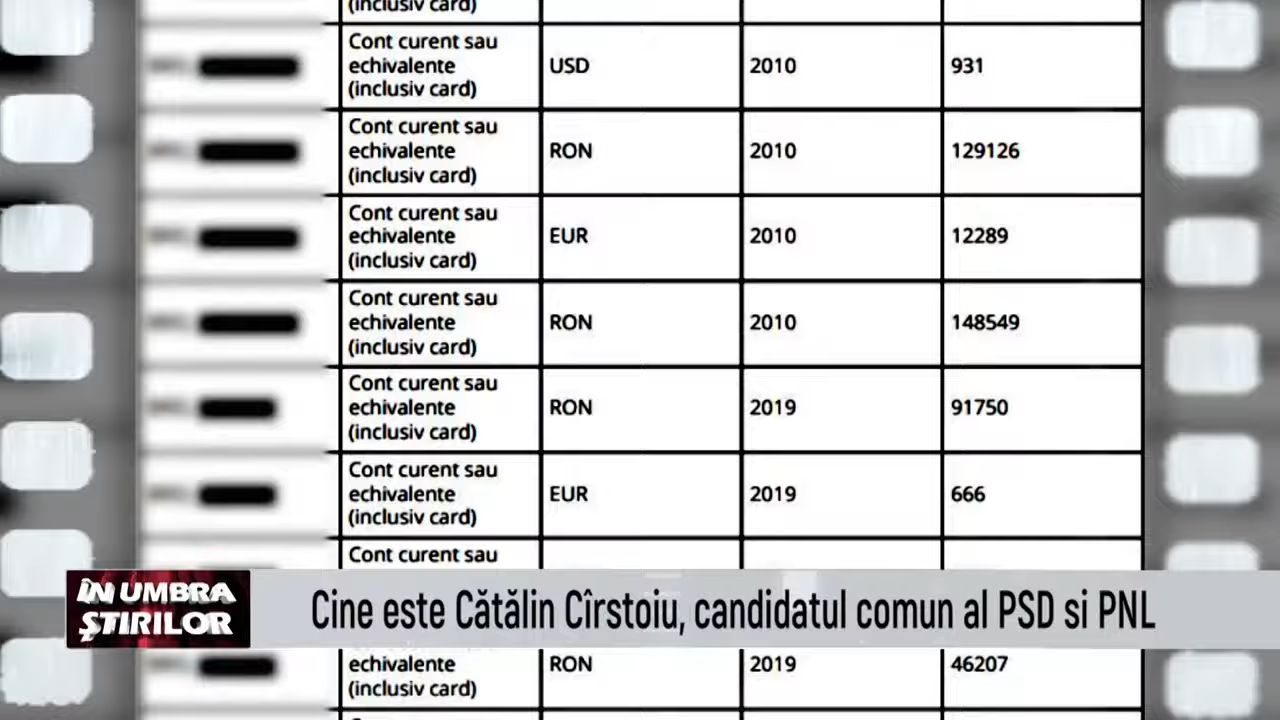 (inclusiv card)
Cont curent sau
echivalente
(inclusiv card)
USD
2010
931
Cont curent sau
echivalente
(inclusiv card)
RON
2010
129126
Cont curent sau
echivalente
(inclusiv card)
EUR
2010
12289
Cont curent sau
echivalente
(inclusiv card)
RON
2010
148549
Cont curent sau
echivalente
(inclusiv card)
RON
2019
91750
Cont curent sau
echivalente
(inclusiv card)
EUR
2019
666
Cont curent sau
ÎN UMBRA
ȘTIRILOR
Cine este Cătălin Cîrstoiu, candidatul comun al PSD si PNL
echivalente
(inclusiv card)
RON
2019
46207